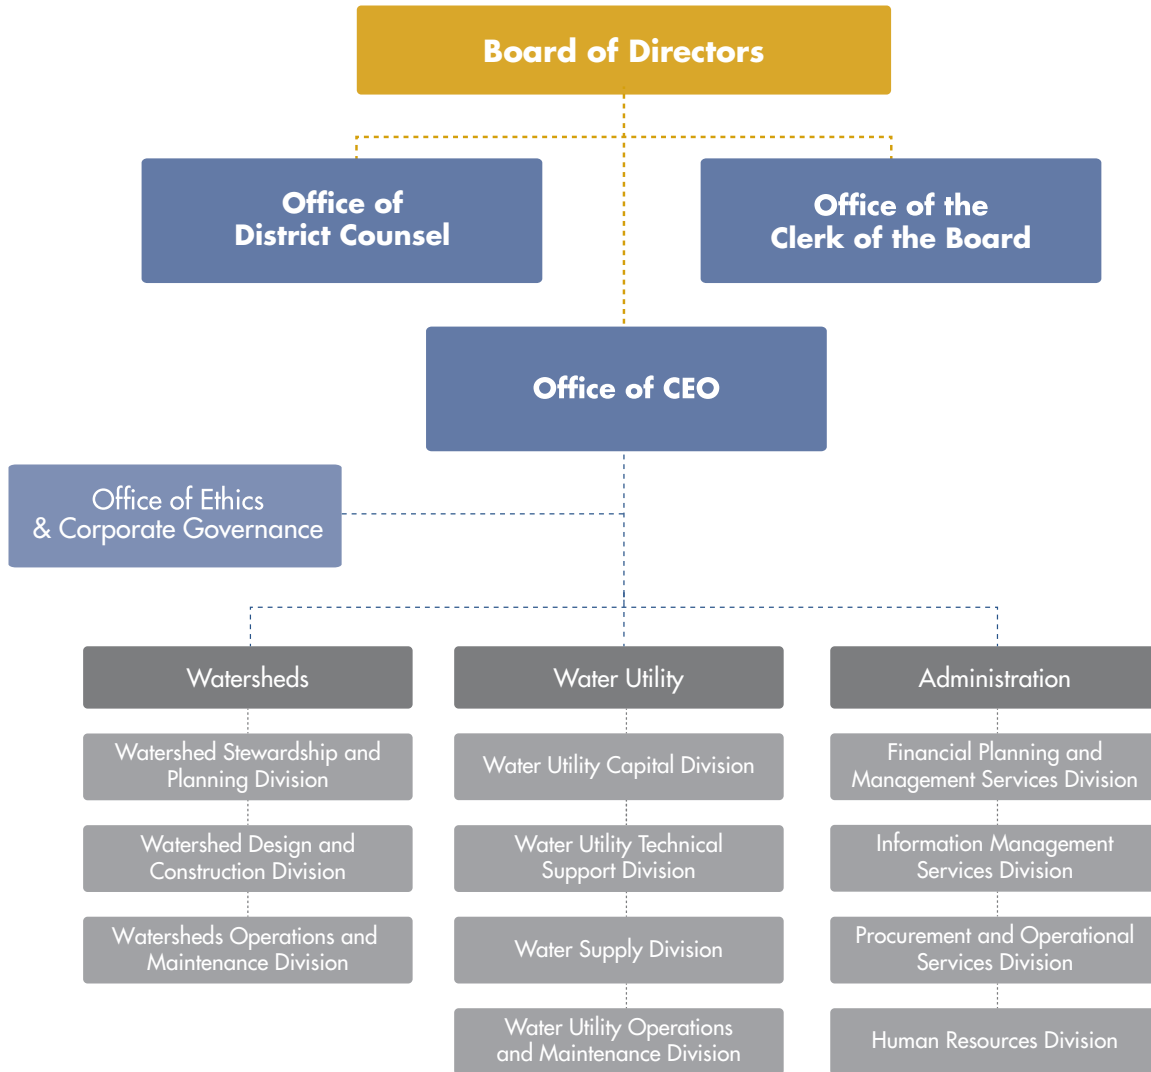 Board of Directors
Office of
District Counsel
Office of the
Clerk of the Board
Office of CEO
Office of Ethics
& Corporate Governance
Watersheds
Watershed Stewardship and
Planning Division
Watershed Design and
Construction Division
Watersheds Operations and
Maintenance Division
Water Utility
Water Utility Capital Division
Water Utility Technical
Support Division
Water Supply Division
Water Utility Operations
and Maintenance Division
Administration
Financial Planning and
Management Services Division
Information Management
Services Division
Procurement and Operational
Services Division
Human Resources Division